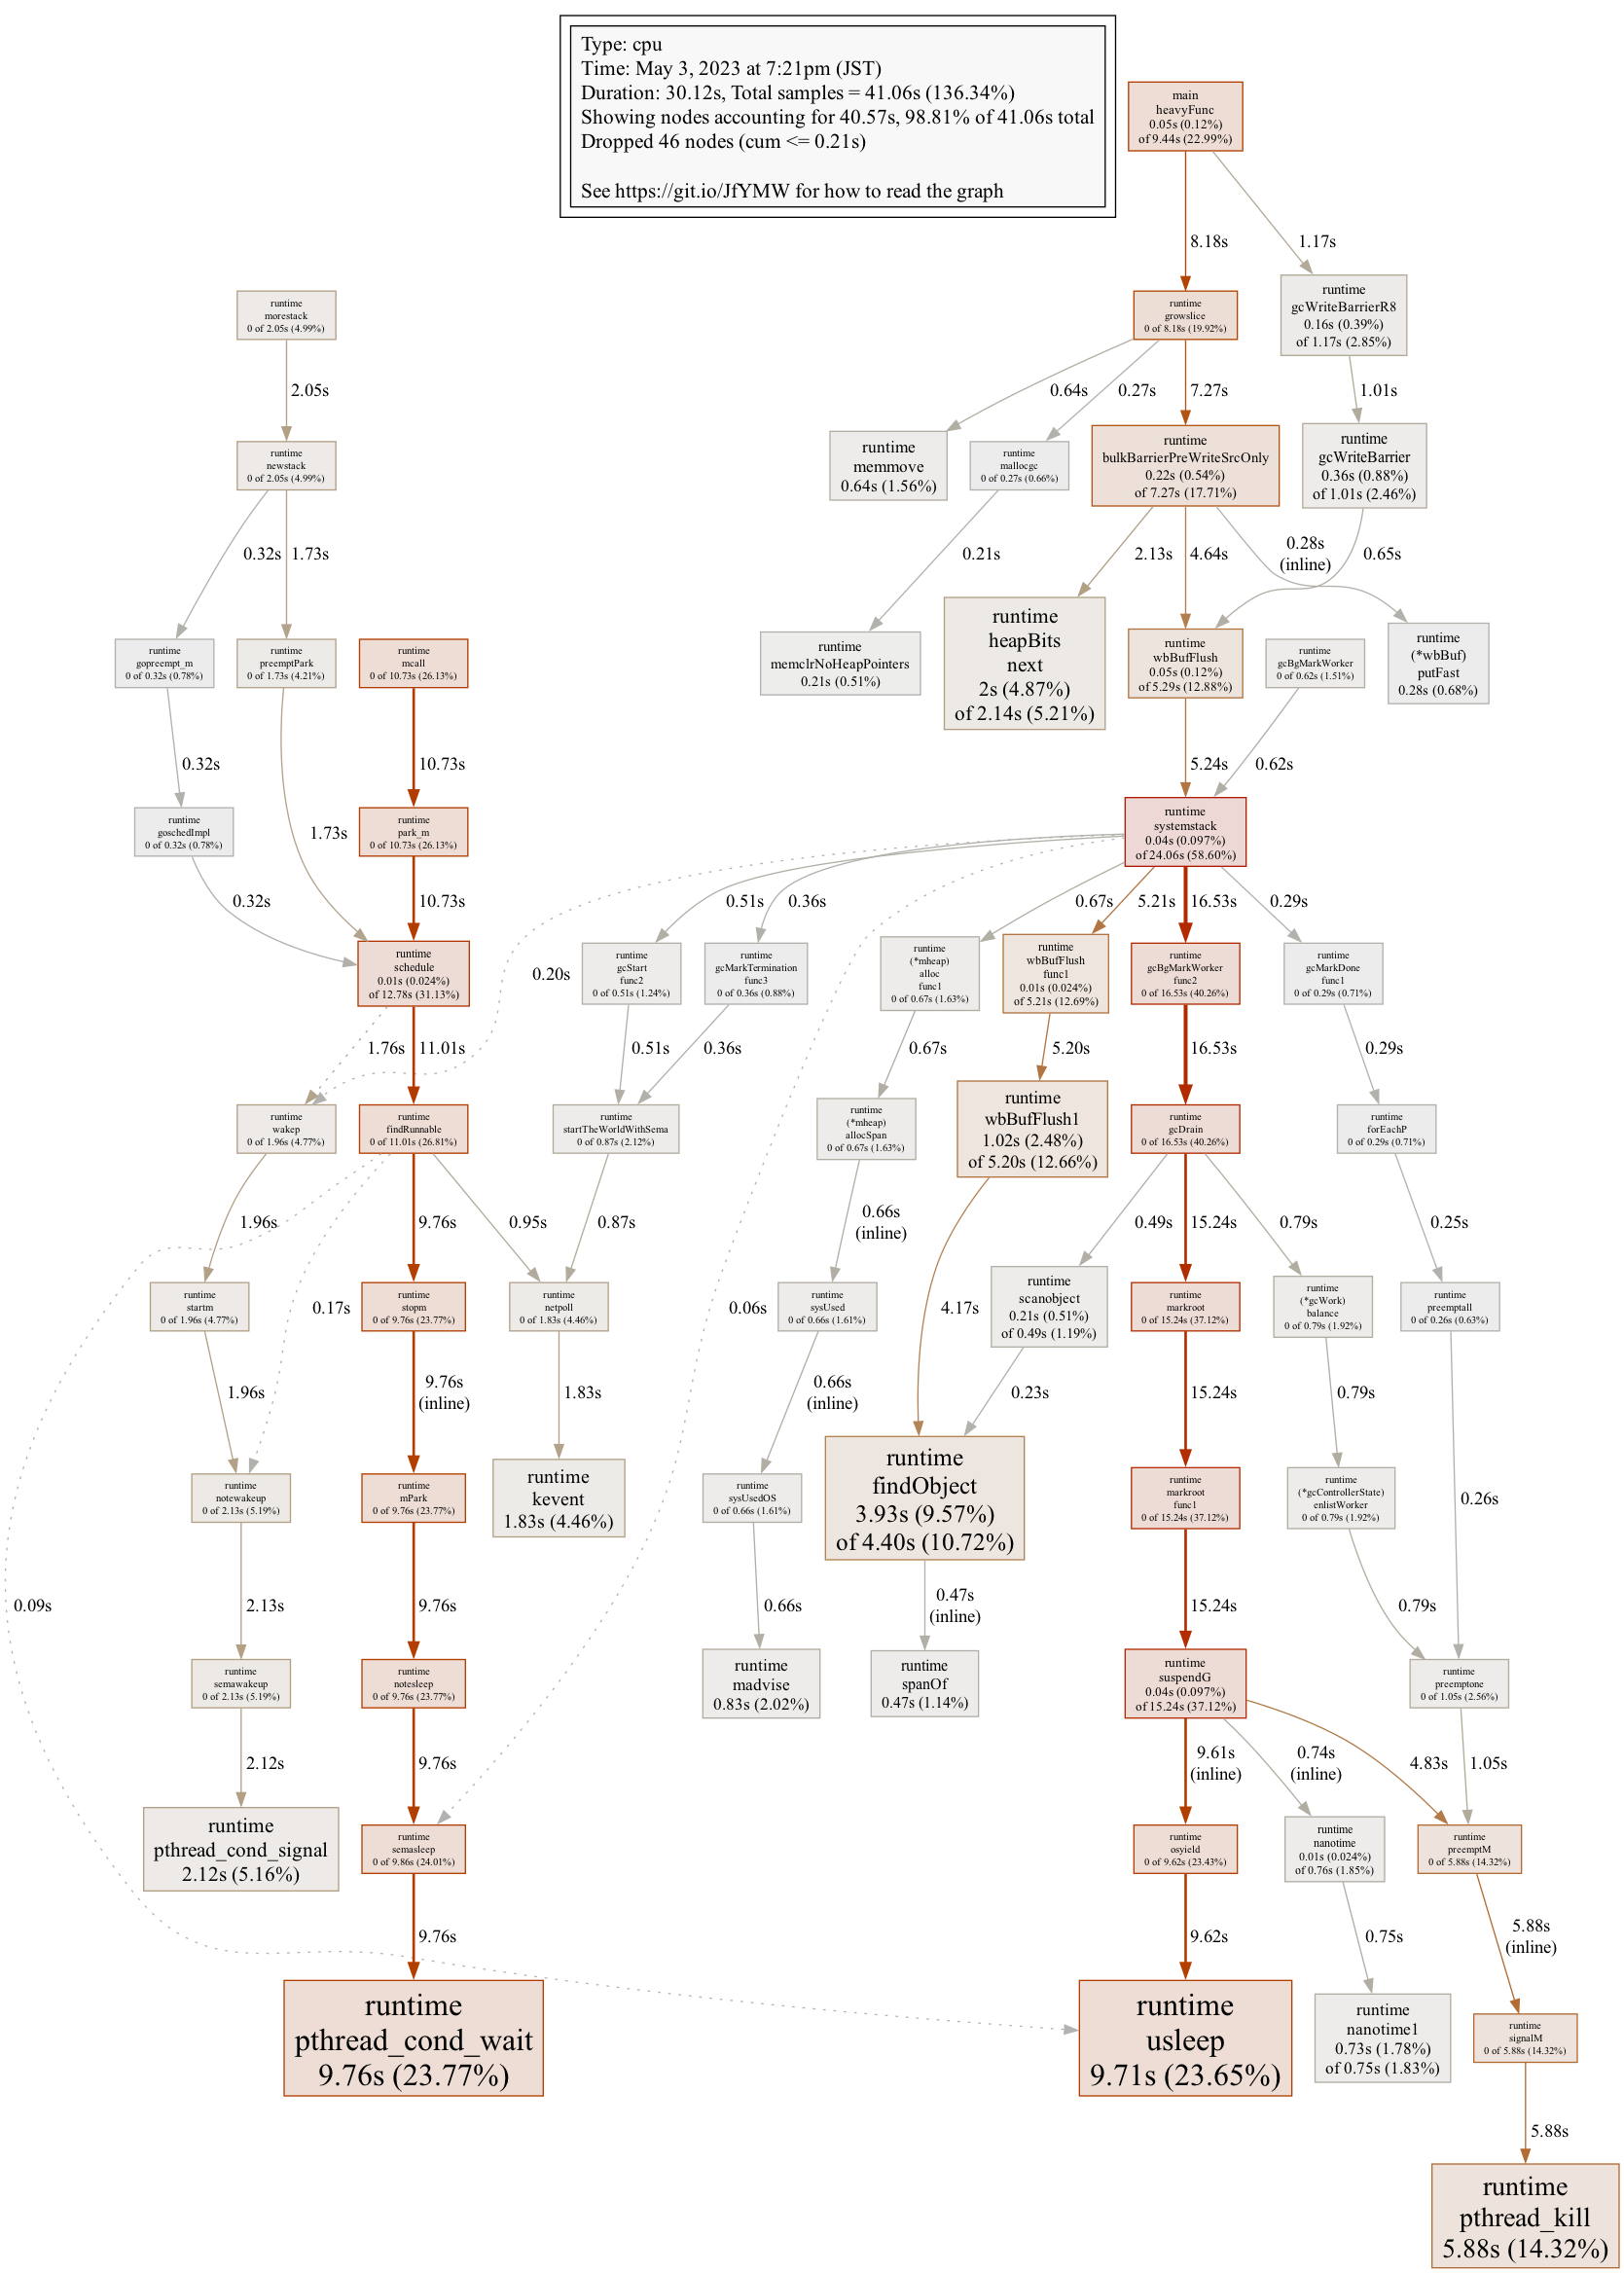 Type: cpu
Time: May 3, 2023 at 7:21pm (JST)
Duration: 30.12s, Total samples = 41.06s (136.34%)
Showing nodes accounting for 40.57s, 98.81% of 41.06s total
Dropped 46 nodes (cum <= 0.21s)
See https://git.io/JfYMW for how to read the graph
main
heavyFunc
0.05s (0.12%)
of 9.44s (22.99%)
8.18s
1.17s
runtime
morestack
0 of 2.05s (4.99%)
runtime
growslice
0 of 8.18s (19.92%)
runtime
gcWriteBarrierR8
0.16s (0.39%)
of 1.17s (2.85%)
2.05s
0.64s
0.27s
7.27s
1.01s
runtime
newstack
0 of 2.05s (4.99%)
runtime
memmove
0.64s (1.56%)
runtime
mallocgc
0 of 0.27s (0.66%)
runtime
bulkBarrierPreWriteSrcOnly
0.22s (0.54%)
of 7.27s (17.71%)
runtime
gcWriteBarrier
0.36s (0.88%)
of 1.01s (2.46%)
0.32s
1.73s
0.21s
2.13s
4.64s
0.28s
(inline)
0.65s
runtime
gopreempt_m
0 of 0.32s (0.78%)
runtime
preemptPark
0 of 1.73s (4.21%)
runtime
mcall
0 of 10.73s (26.13%)
runtime
memclrNoHeapPointers
0.21s (0.51%)
runtime
heapBits
next
2s (4.87%)
of 2.14s (5.21%)
runtime
wbBufFlush
0.05s (0.12%)
of 5.29s (12.88%)
runtime
gcBgMarkWorker
0 of 0.62s (1.51%)
runtime
(*wbBuf)
putFast
0.28s (0.68%)
0.32s
10.73s
5.24s
0.62s
runtime
goschedImpl
0 of 0.32s (0.78%)
1.73s
runtime
park_m
0 of 10.73s (26.13%)
runtime
systemstack
0.04s (0.097%)
of 24.06s (58.60%)
0.32s
10.73s
0.51s
0.36s
0.67s
5.21s
16.53s
0.29s
runtime
schedule
0.01s (0.024%)
of 12.78s (31.13%)
0.20s
runtime
gcStart
func2
0 of 0.51s (1.24%)
runtime
gcMarkTermination
func3
0 of 0.36s (0.88%)
runtime
(*mheap)
alloc
func1
0 of 0.67s (1.63%)
runtime
wbBufFlush
func1
0.01s (0.024%)
of 5.21s (12.69%)
runtime
gcBgMarkWorker
func2
0 of 16.53s (40.26%)
runtime
gcMarkDone
func1
0 of 0.29s (0.71%)
1.76s
11.01s
0.51s
0.36s
0.67s
5.20s
16.53s
0.29s
runtime
wakep
0 of 1.96s (4.77%)
runtime
findRunnable
0 of 11.01s (26.81%)
runtime
startTheWorldWithSema
0 of 0.87s (2.12%)
runtime
(*mheap)
allocSpan
0 of 0.67s (1.63%)
runtime
wbBufFlush1
1.02s (2.48%)
of 5.20s (12.66%)
runtime
gcDrain
0 of 16.53s (40.26%)
runtime
forEachP
0 of 0.29s (0.71%)
1.96s
9.76s
0.95s
0.87s
0.66s
(inline)
0.49s
15.24s
0.79s
0.25s
runtime
startm
0 of 1.96s (4.77%)
0.17s
runtime
stopm
0 of 9.76s (23.77%)
runtime
netpoll
0 of 1.83s (4.46%)
0.06s
runtime
sysUsed
0 of 0.66s (1.61%)
4.17s
runtime
scanobject
0.21s (0.51%)
of 0.49s (1.19%)
runtime
markroot
0 of 15.24s (37.12%)
runtime
(*gcWork)
balance
0 of 0.79s (1.92%)
runtime
preemptall
0 of 0.26s (0.63%)
1.96s
9.76s
(inline)
1.83s
0.66s
(inline)
0.23s
15.24s
0.79s
runtime
notewakeup
0 of 2.13s (5.19%)
runtime
mPark
0 of 9.76s (23.77%)
runtime
kevent
1.83s (4.46%)
runtime
sysUsedOS
0 of 0.66s (1.61%)
runtime
findObject
3.93s (9.57%)
of 4.40s (10.72%)
runtime
markroot
func1
0 of 15.24s (37.12%)
runtime
(*gcControllerState)
enlistWorker
0 of 0.79s (1.92%)
0.26s
0.09s
2.13s
9.76s
0.66s
0.47s
(inline)
15.24s
0.79s
runtime
semawakeup
0 of 2.13s (5.19%)
runtime
notesleep
0 of 9.76s (23.77%)
runtime
madvise
0.83s (2.02%)
runtime
spanOf
0.47s (1.14%)
runtime
suspendG
0.04s (0.097%)
of 15.24s (37.12%)
runtime
preemptone
0 of 1.05s (2.56%)
2.12s
9.76s
9.61s
(inline)
0.74s
(inline)
4.83s
1.05s
runtime
pthread_cond_signal
2.12s (5.16%)
runtime
semasleep
0 of 9.86s (24.01%)
runtime
osyield
0 of 9.62s (23.43%)
runtime
nanotime
0.01s (0.024%)
of 0.76s (1.85%)
runtime
preemptM
0 of 5.88s (14.32%)
9.76s
9.62s
0.75s
5.88s
(inline)
runtime
pthread_cond_wait
9.76s (23.77%)
runtime
usleep
9.71s (23.65%)
runtime
nanotime1
0.73s (1.78%)
of 0.75s (1.83%)
runtime
signalM
0 of 5.88s (14.32%)
5.88s
runtime
pthread_kill
5.88s (14.32%)